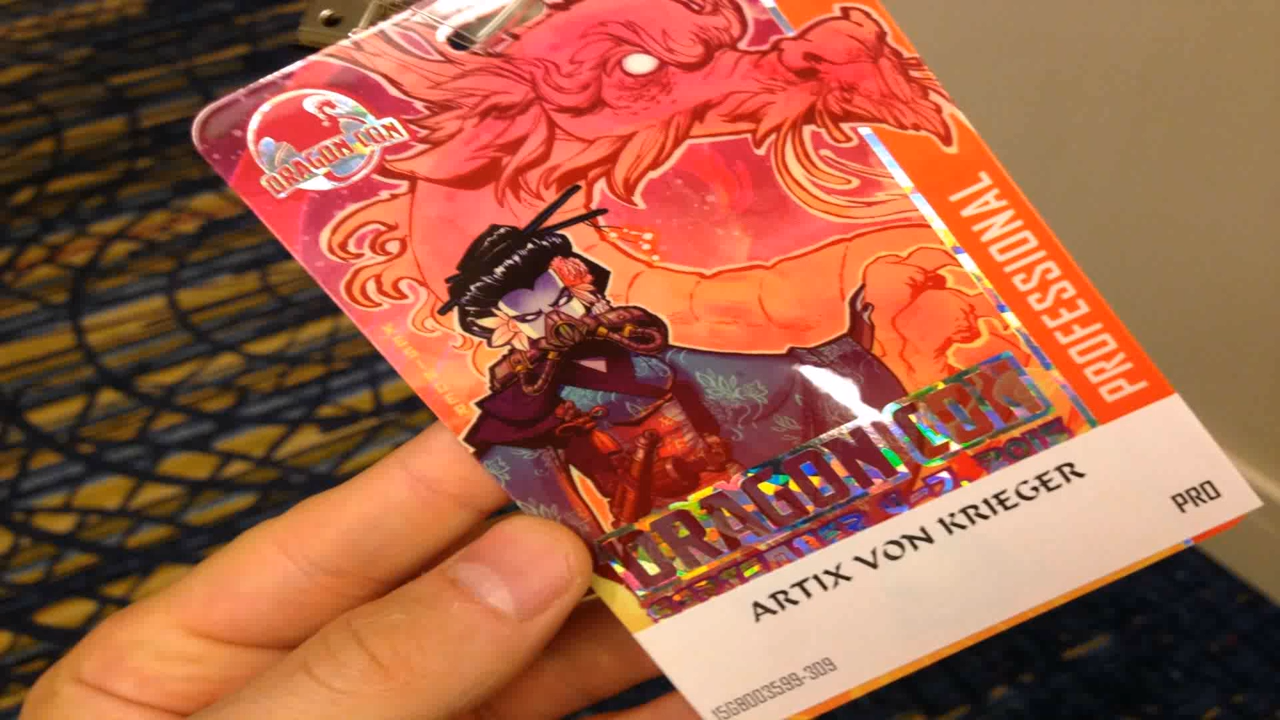 DRAGON CON
PROFESSIONAL
DRAGON CON
ARTIX VON KRIEGER
PRO
15GB003599-309